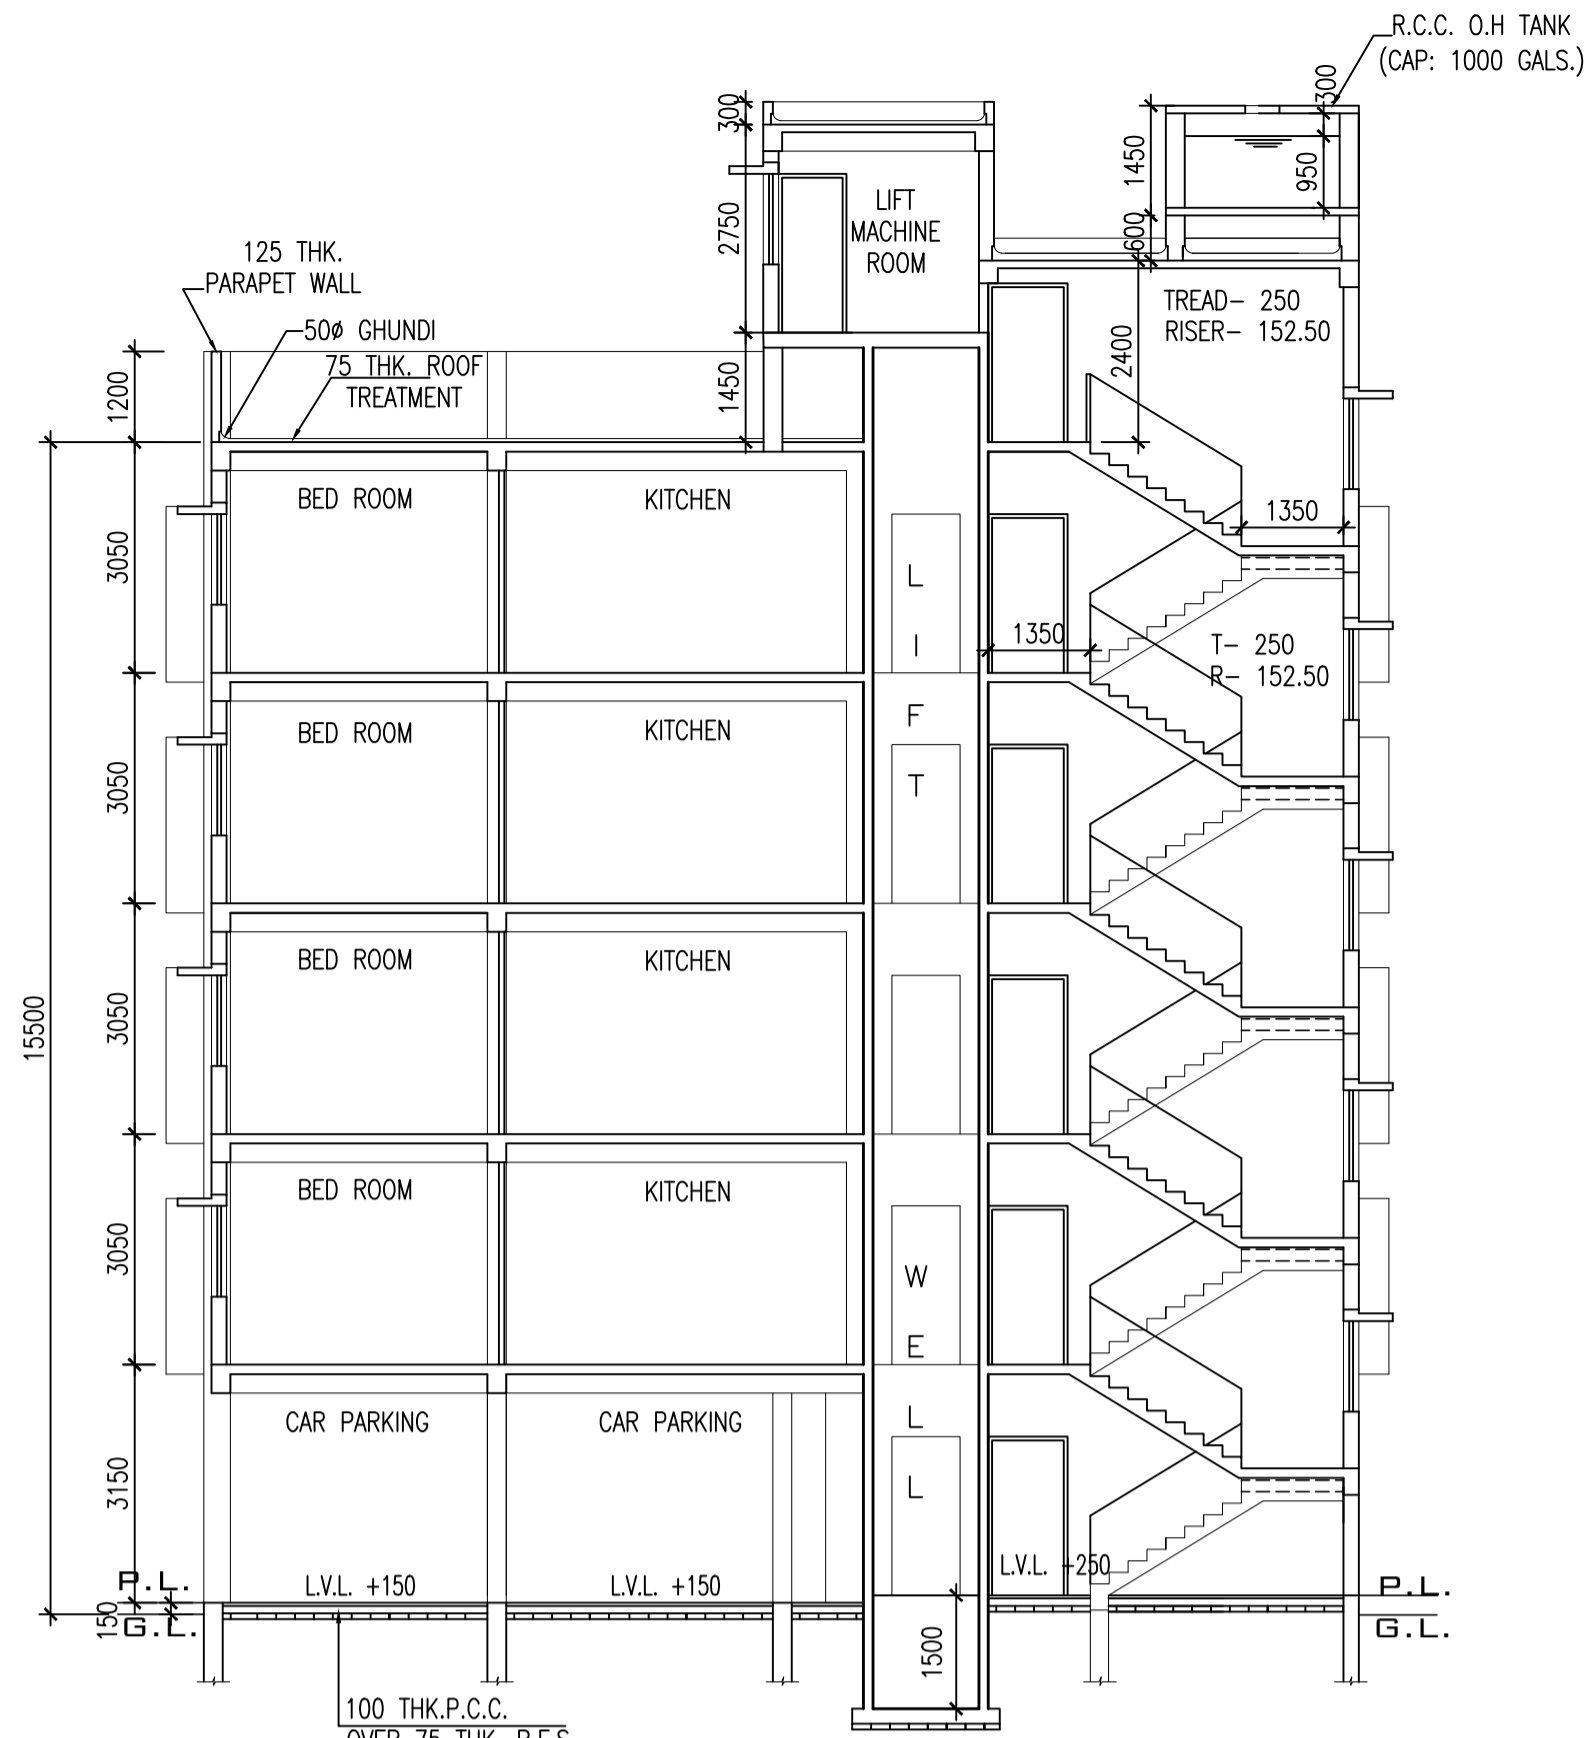 R.C.C. O.H TANK
(CAP: 1000 GALS.)
300
300
1450
950
LIFT
MACHINE
ROOM
2750
600
125 THK.
PARAPET WALL
TREAD- 250
RISER- 152.50
50ø GHUNDI
75 THK. ROOF
TREATMENT
1200
1450
2400
BED ROOM
KITCHEN
1350
3050
L
I
F
T
1350
T- 250
R- 152.50
BED ROOM
KITCHEN
3050
BED ROOM
KITCHEN
3050
15500
BED ROOM
KITCHEN
3050
W
E
L
L
CAR PARKING
CAR PARKING
3150
L.V.L. +150
L.V.L. +150
L.V.L. +250
P.L.
P.L.
150
G.L.
G.L.
1500
100 THK.P.C.C.
OVER 75 THK. B.F.S